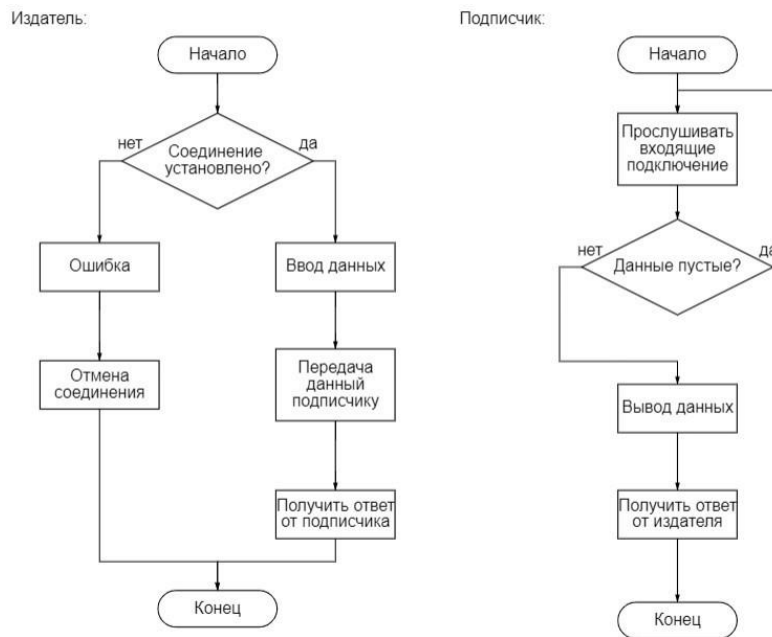 Издатель:
Начало
Соединение
установлено?
нет
да
Ошибка
Ввод данных
Отмена
соединения
Передача
данный
подписчику
Получить ответ
от подписчика
Конец
Подписчик:
Начало
Прослушивать
входящие
подключение
Данные пустые?
нет
да
Вывод данных
Получить ответ
от издателя
Конец